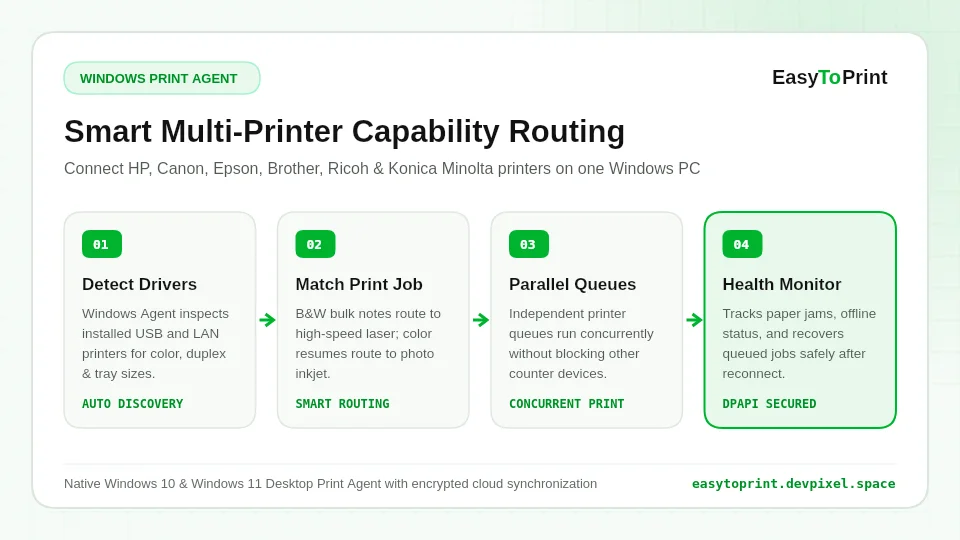 WINDOWS PRINT AGENT
EasyToPrint
Smart Multi-Printer Capability Routing
Connect HP, Canon, Epson, Brother, Ricoh & Konica Minolta printers on one Windows PC
01
Detect Drivers
Windows Agent inspects
installed USB and LAN
printers for color, duplex
& tray sizes.
AUTO DISCOVERY
02
Match Print Job
B&W bulk notes route to
high-speed laser; color
resumes route to photo
inkjet.
SMART ROUTING
03
Parallel Queues
Independent printer
queues run concurrently
without blocking other
counter devices.
CONCURRENT PRINT
04
Health Monitor
Tracks paper jams, offline
status, and recovers
queued jobs safely after
reconnect.
DPAPI SECURED
Native Windows 10 & Windows 11 Desktop Print Agent with encrypted cloud synchronization
easytoprint.devpixel.space